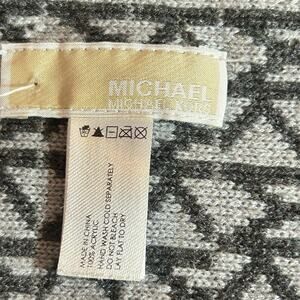 MICHAEL
MICHAEL KORS
MADE IN CHINA
100% ACRYLIC
HAND WASH COLD SEPARATELY
DO NOT BLEACH
LAY FLAT TO DRY